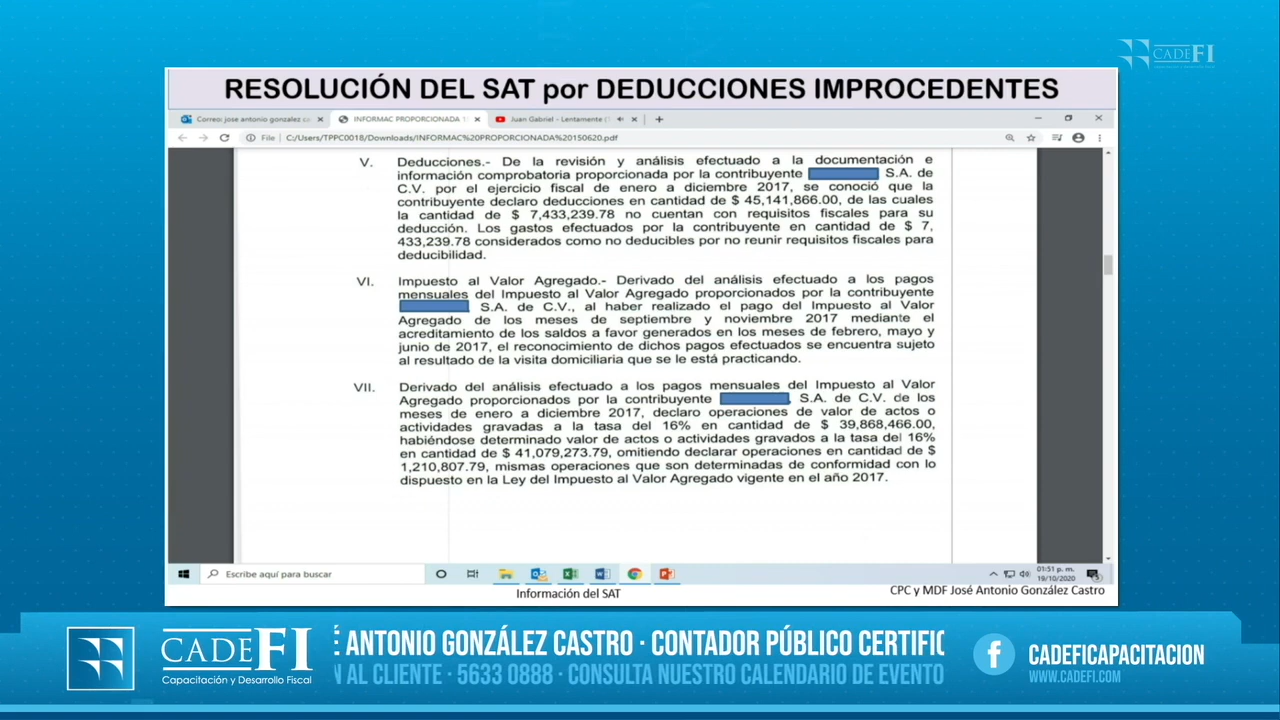 CADEFI
RESOLUCIÓN DEL SAT por DEDUCCIONES IMPROCEDENTES
Correo: jose antonio gonzalez
INFORMAC PROPORCIONADA
Juan Gabriel - Lentamente
File | C:/Users/TPPC0018/Downloads/INFORMAC%20PROPORCIONADA%20150620.pdf
V. Deducciones.- De la revisión y análisis efectuado a la documentación e
información comprobatoria proporcionada por la contribuyente S.A. de
C.V. por el ejercicio fiscal de enero a diciembre 2017, se conoció que la
contribuyente declaro deducciones en cantidad de $ 45,141,866.00, de las cuales
la cantidad de $ 7,433,239.78 no cuentan con requisitos fiscales para su
deducción. Los gastos efectuados por la contribuyente en cantidad de $ 7,
433,239.78 considerados como no deducibles por no reunir requisitos fiscales para
deducibilidad.
VI. Impuesto al Valor Agregado.- Derivado del análisis efectuado a los pagos
mensuales del Impuesto al Valor Agregado proporcionados por la contribuyente
S.A. de C.V., al haber realizado el pago del Impuesto al Valor
Agregado de los meses de septiembre y noviembre 2017 mediante el
acreditamiento de los saldos a favor generados en los meses de febrero, mayo y
junio de 2017, el reconocimiento de dichos pagos efectuados se encuentra sujeto
al resultado de la visita domiciliaria que se le está practicando.
VII. Derivado del análisis efectuado a los pagos mensuales del Impuesto al Valor
Agregado proporcionados por la contribuyente , S.A. de C.V. de los
meses de enero a diciembre 2017, declaro operaciones de valor de actos o
actividades gravadas a la tasa del 16% en cantidad de $ 39,868,466.00,
habiéndose determinado valor de actos o actividades gravados a la tasa del 16%
en cantidad de $ 41,079,273.79, omitiendo declarar operaciones en cantidad de $
1,210,807.79, mismas operaciones que son determinadas de conformidad con lo
dispuesto en la Ley del Impuesto al Valor Agregado vigente en el año 2017.
Escribe aquí para buscar
01:51 p. m.
19/10/2020
Información del SAT
CPC y MDF José Antonio González Castro
CADEFI
Capacitación y Desarrollo Fiscal
ANTONIO GONZÁLEZ CASTRO · CONTADOR PÚBLICO CERTIFIC
N AL CLIENTE · 5633 0888 · CONSULTA NUESTRO CALENDARIO DE EVENTO
f
CADEFICAPACITACION
WWW.CADEFI.COM